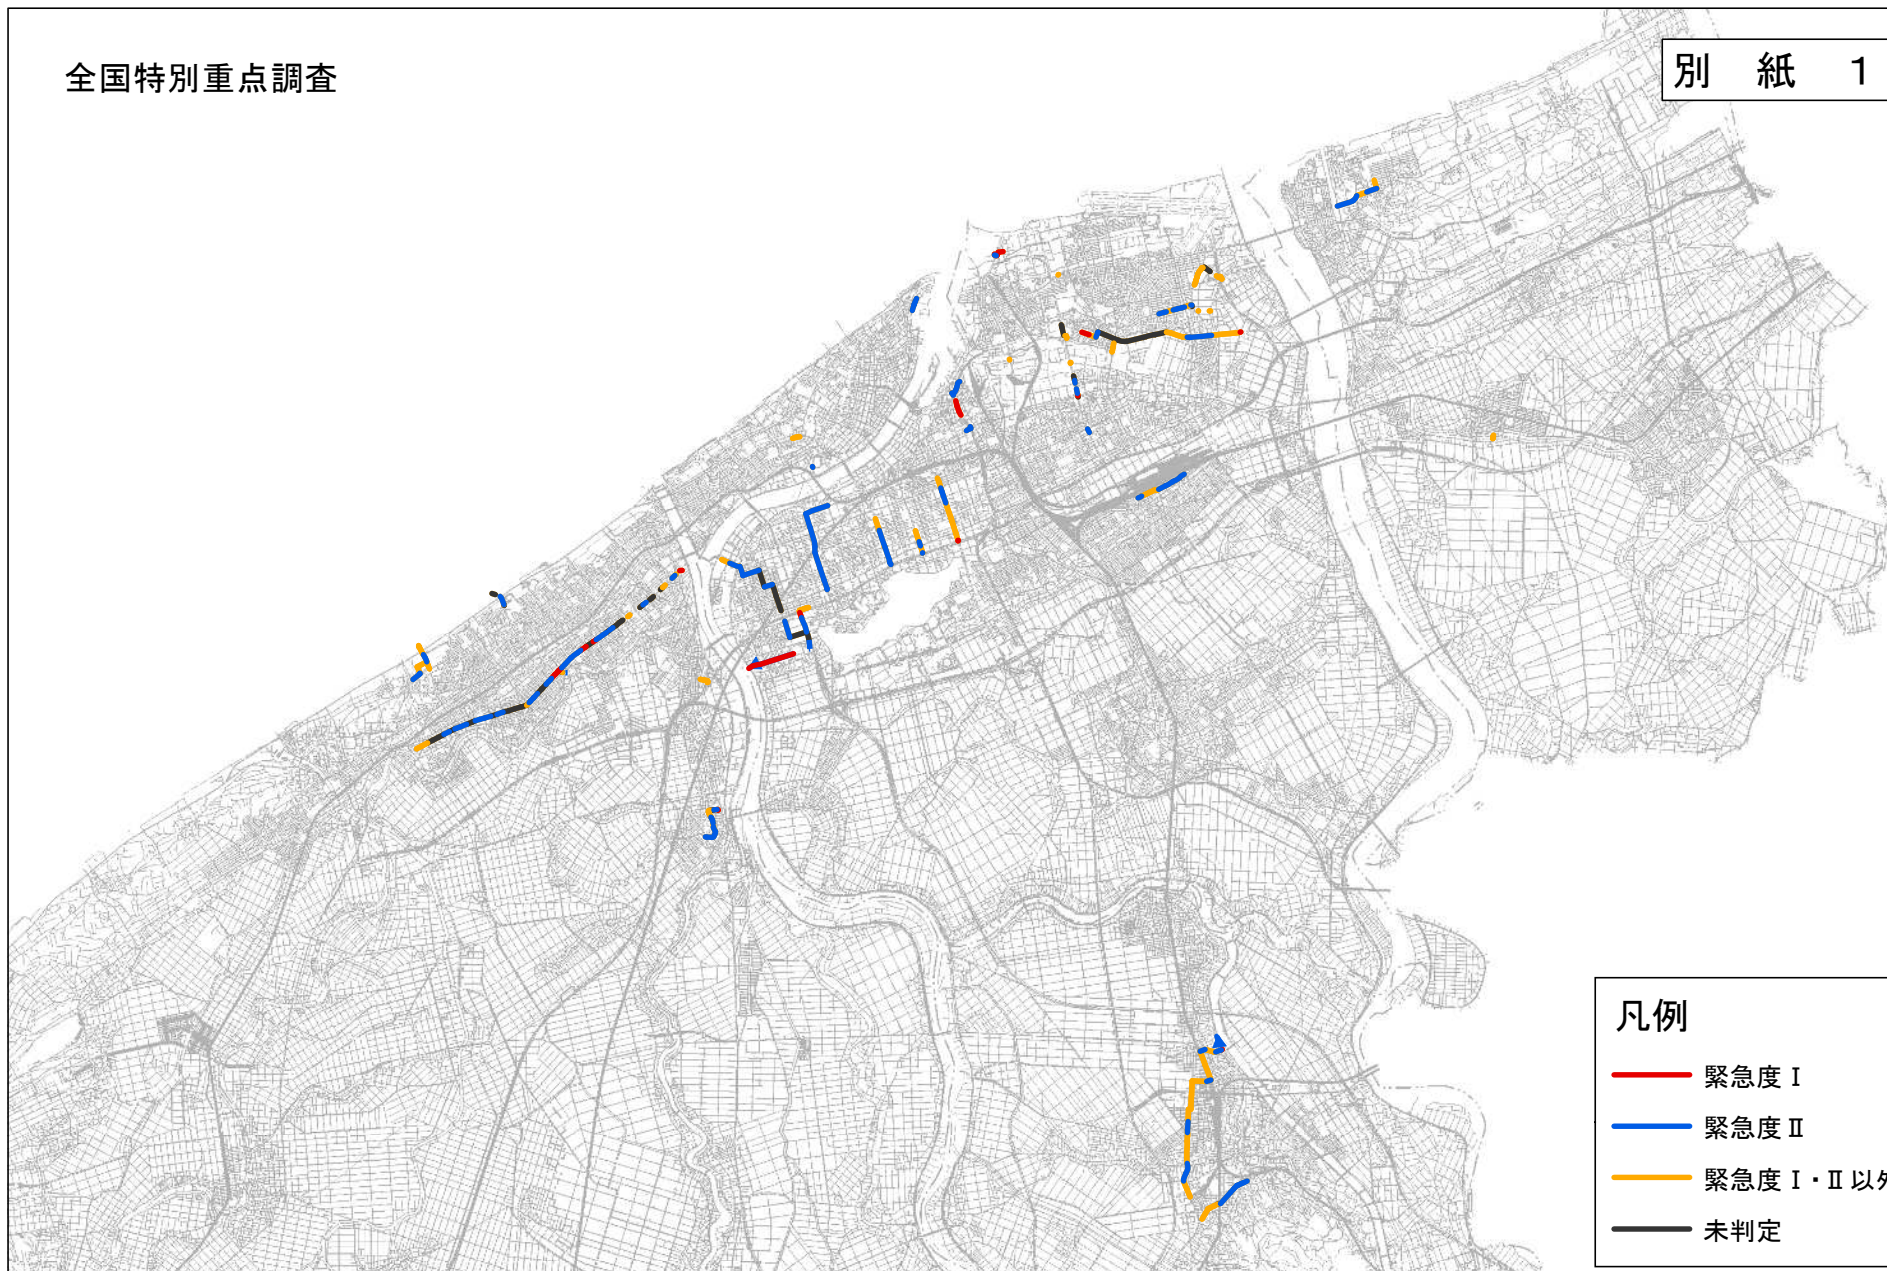 全国特別重点調査
別 紙 1
凡例
緊急度Ⅰ
緊急度Ⅱ
緊急度Ⅰ・Ⅱ以外
未判定